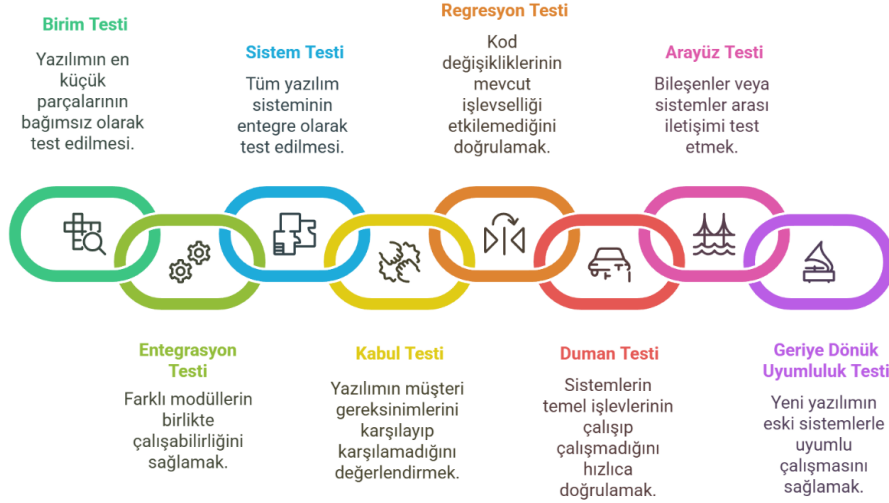 Birim Testi
Yazılımın en
küçük
parçalarının
bağımsız olarak
test edilmesi.
Entegrasyon
Testi
Farklı modüllerin
birlikte
çalışabilirliğini
sağlamak.
Sistem Testi
Tüm yazılım
sisteminin
entegre olarak
test edilmesi.
Kabul Testi
Yazılımın müşteri
gereksinimlerini
karşılayıp
karşılamadığını
değerlendirmek.
Regresyon Testi
Kod
değişikliklerinin
mevcut
işlevselliği
etkilemediğini
doğrulamak.
Duman Testi
Sistemlerin
temel işlevlerinin
çalışıp
çalışmadığını
hızlıca
doğrulamak.
Arayüz Testi
Bileşenler veya
sistemler arası
iletişimi test
etmek.
Geriye Dönük
Uyumluluk Testi
Yeni yazılımın
eski sistemlerle
uyumlu
çalışmasını
sağlamak.